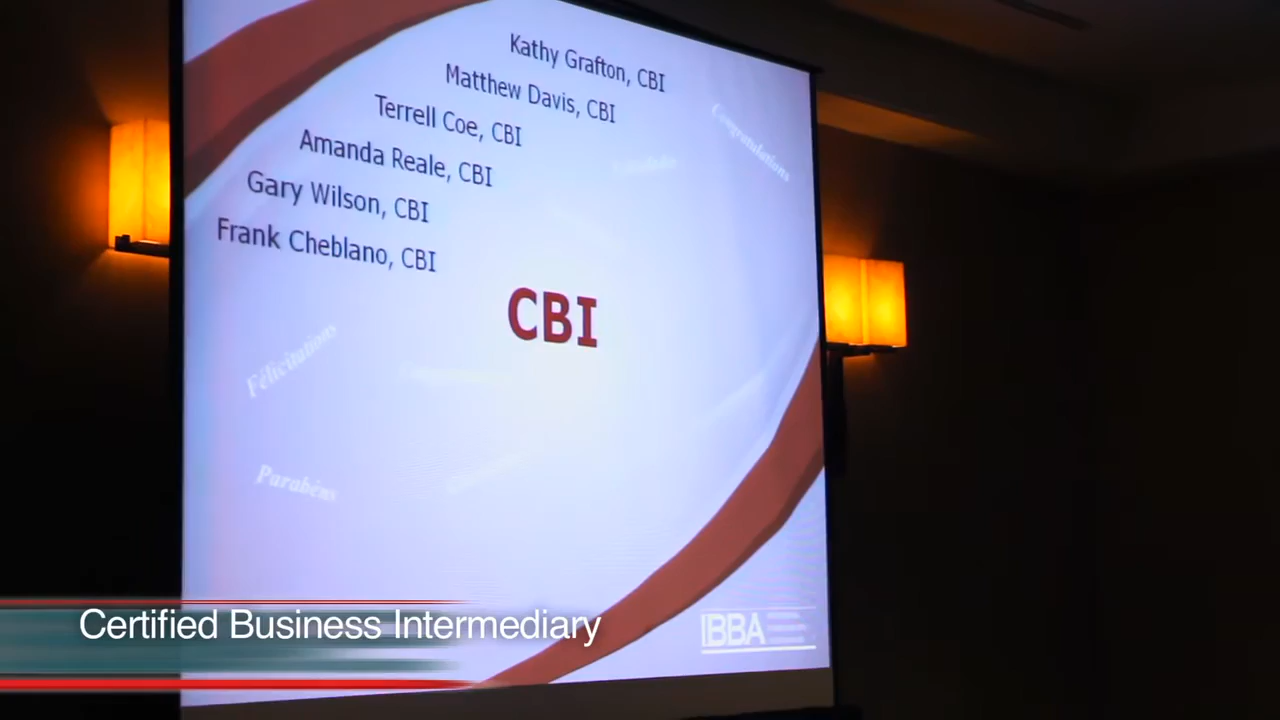 Kathy Grafton, CBI
Matthew Davis, CBI
Terrell Coe, CBI
Amanda Reale, CBI
Gary Wilson, CBI
Frank Cheblano, CBI
Congratulations
CBI
Félicitations
Parabéns
Certified Business Intermediary
IBBA